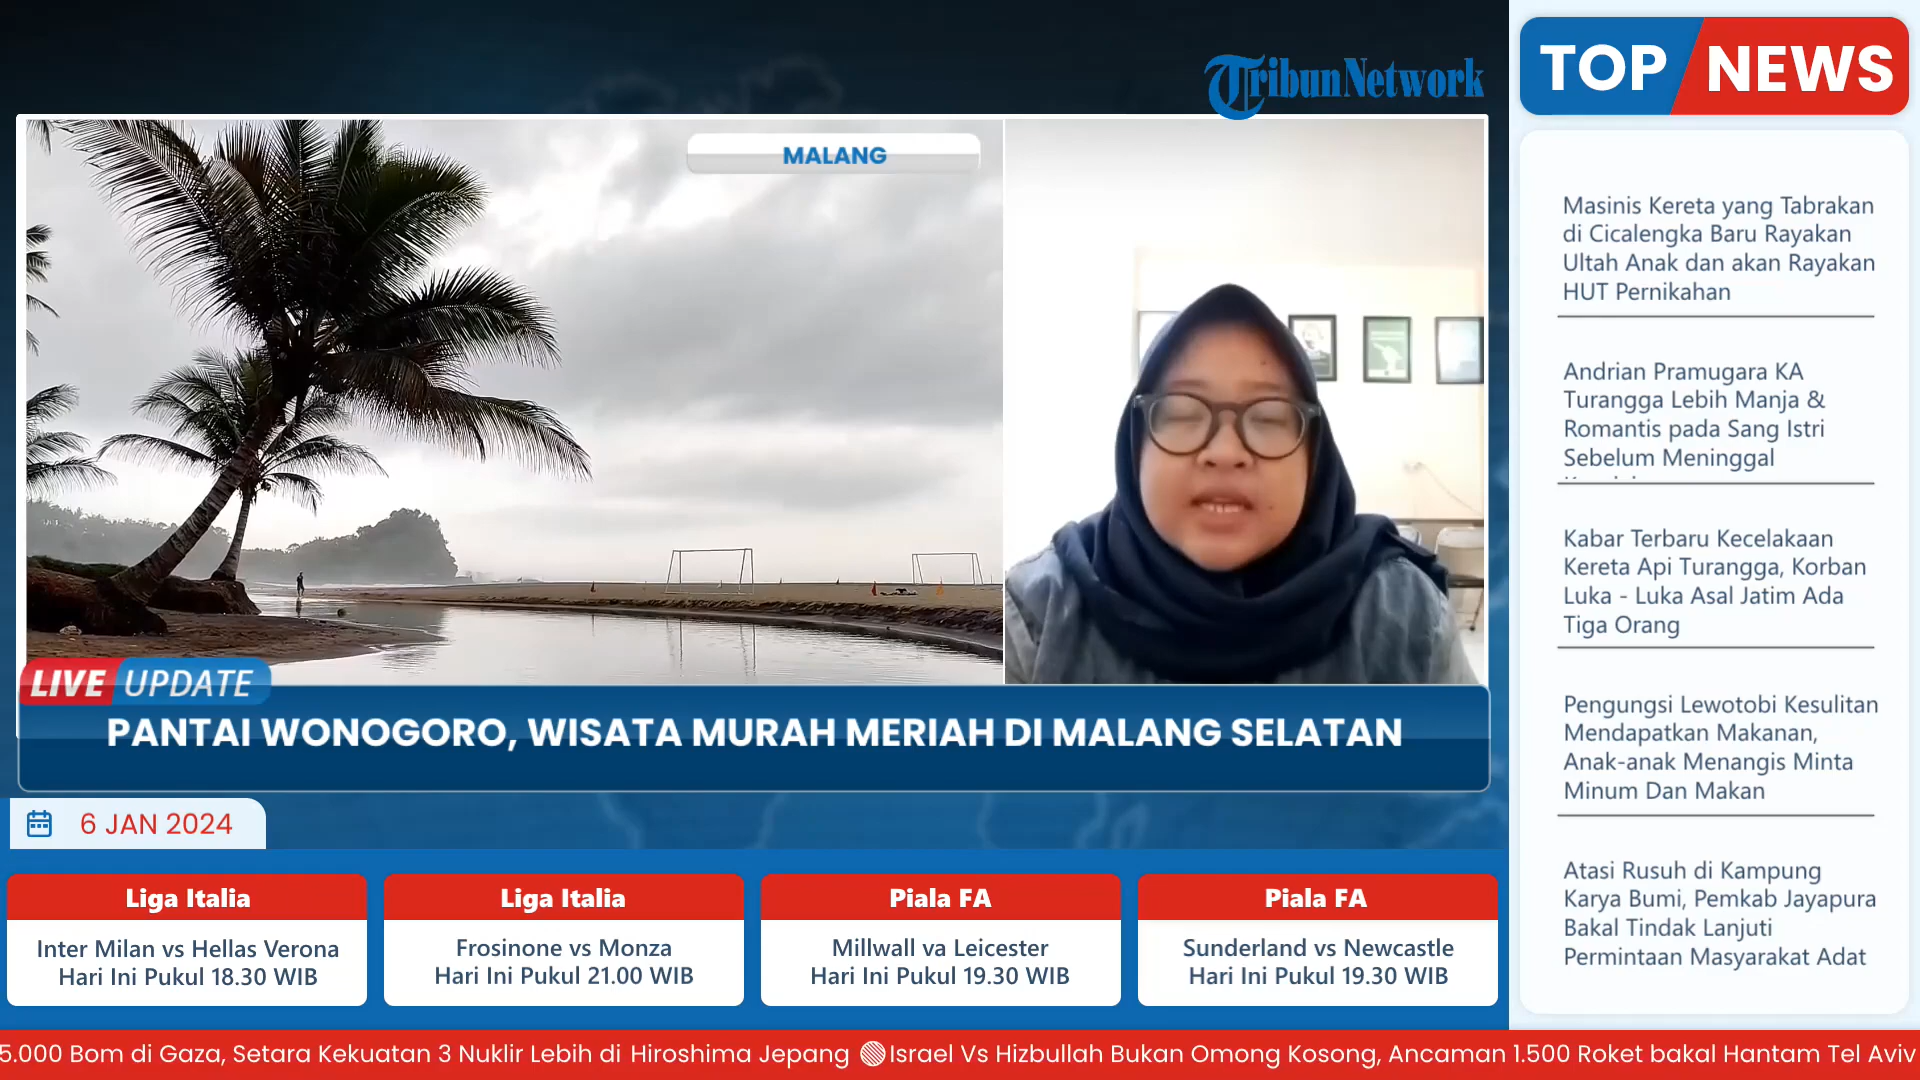 TribunNetwork
MALANG
LIVE UPDATE
PANTAI WONOGORO, WISATA MURAH MERIAH DI MALANG SELATAN
6 JAN 2024
Liga Italia
Inter Milan vs Hellas Verona
Hari Ini Pukul 18.30 WIB
Liga Italia
Frosinone vs Monza
Hari Ini Pukul 21.00 WIB
Piala FA
Millwall va Leicester
Hari Ini Pukul 19.30 WIB
Piala FA
Sunderland vs Newcastle
Hari Ini Pukul 19.30 WIB
TOP NEWS
Masinis Kereta yang Tabrakan
di Cicalengka Baru Rayakan
Ultah Anak dan akan Rayakan
HUT Pernikahan
Andrian Pramugara KA
Turangga Lebih Manja &
Romantis pada Sang Istri
Sebelum Meninggal
Kabar Terbaru Kecelakaan
Kereta Api Turangga, Korban
Luka - Luka Asal Jatim Ada
Tiga Orang
Pengungsi Lewotobi Kesulitan
Mendapatkan Makanan,
Anak-anak Menangis Minta
Minum Dan Makan
Atasi Rusuh di Kampung
Karya Bumi, Pemkab Jayapura
Bakal Tindak Lanjuti
Permintaan Masyarakat Adat
5.000 Bom di Gaza, Setara Kekuatan 3 Nuklir Lebih di Hiroshima Jepang Israel Vs Hizbullah Bukan Omong Kosong, Ancaman 1.500 Roket bakal Hantam Tel Aviv